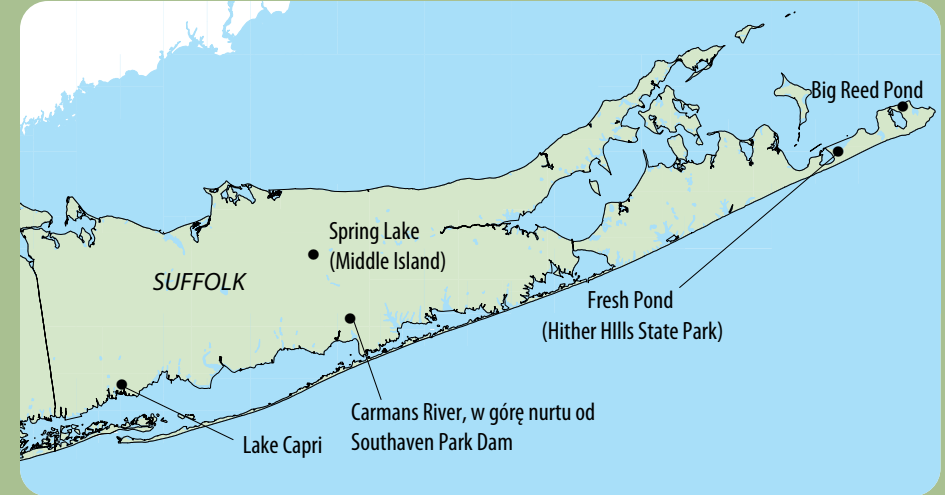 Big Reed Pond
Spring Lake
(Middle Island)
SUFFOLK
Fresh Pond
(Hither HIlls State Park)
Carmans River, w górę nurtu od
Southaven Park Dam
Lake Capri